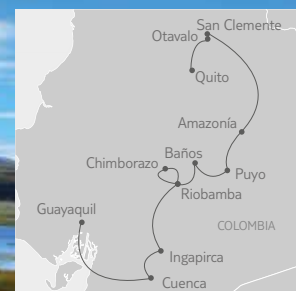 San Clemente
Otavalo
Quito
Amazonía
Baños
Chimborazo
Puyo
Riobamba
Guayaquil
COLOMBIA
Ingapirca
Cuenca